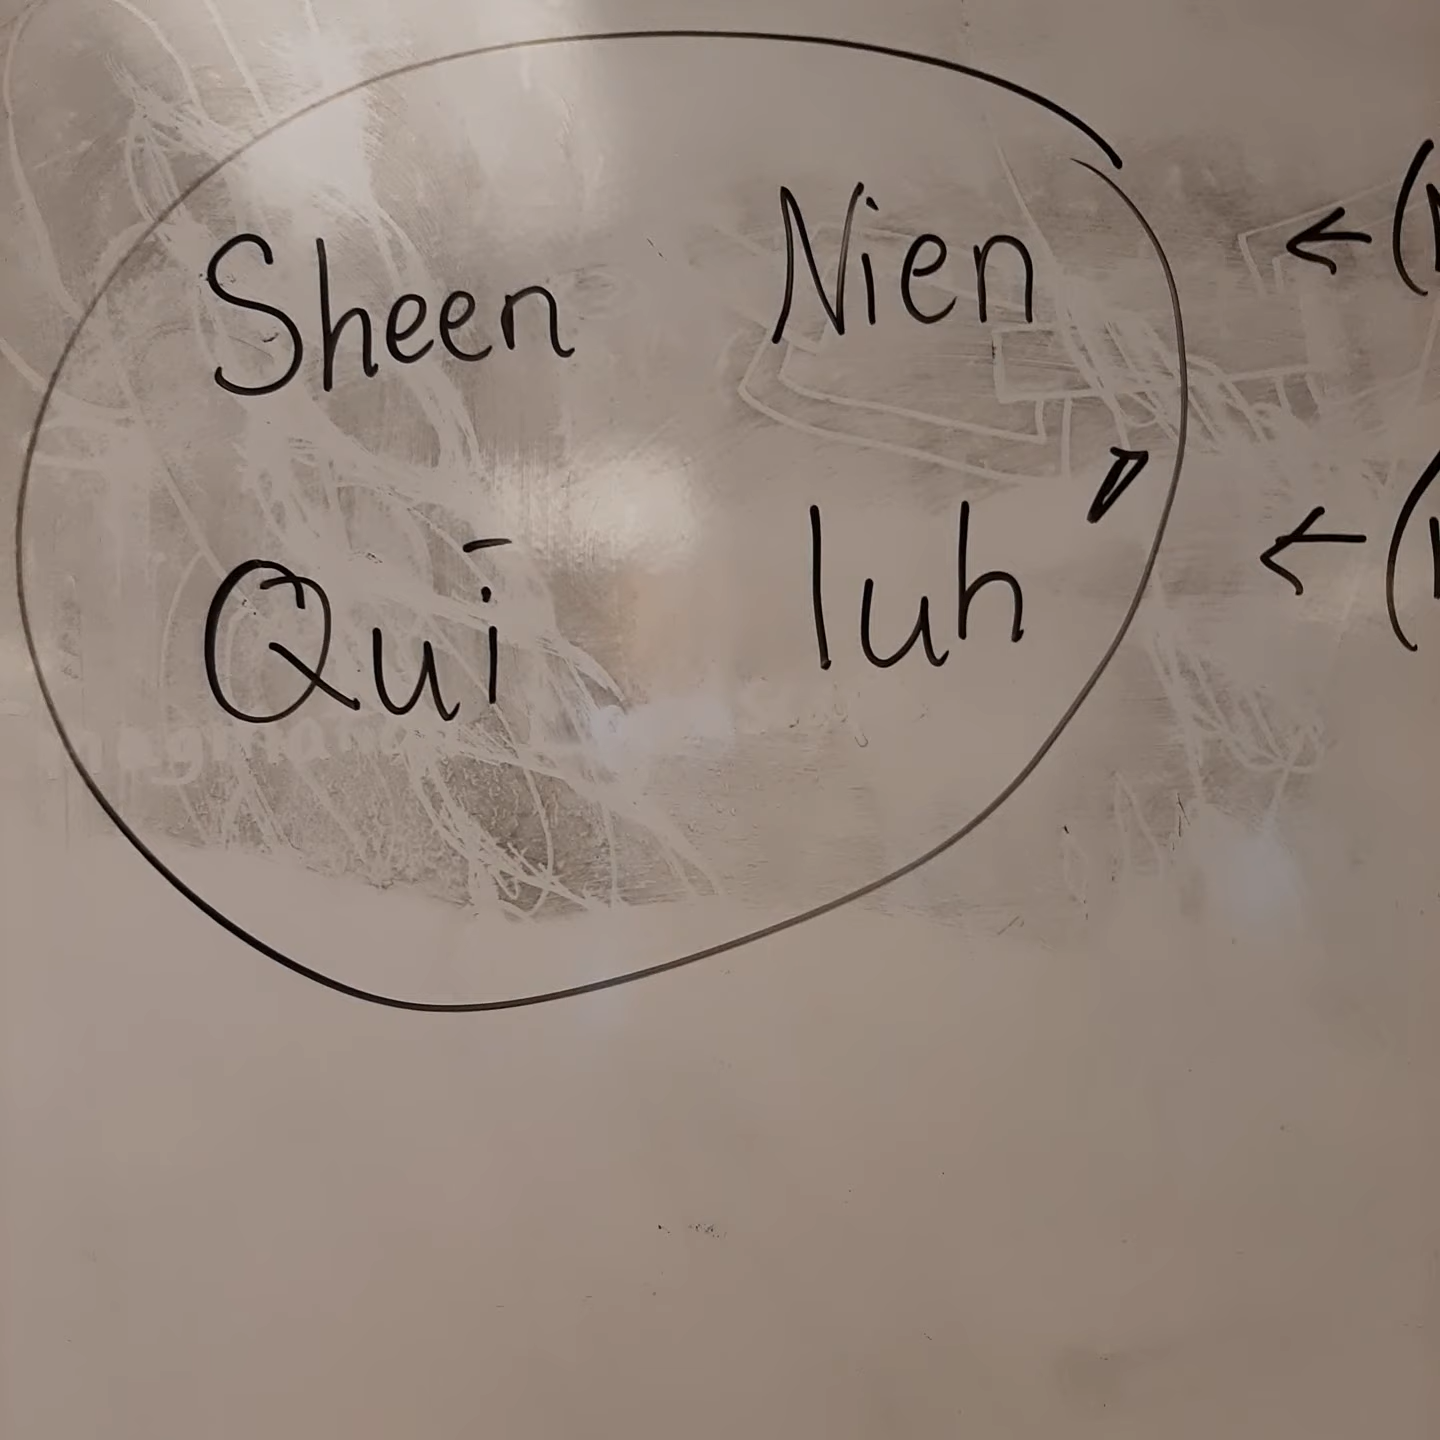 Sheen Nien ← (
Quī luh ← (